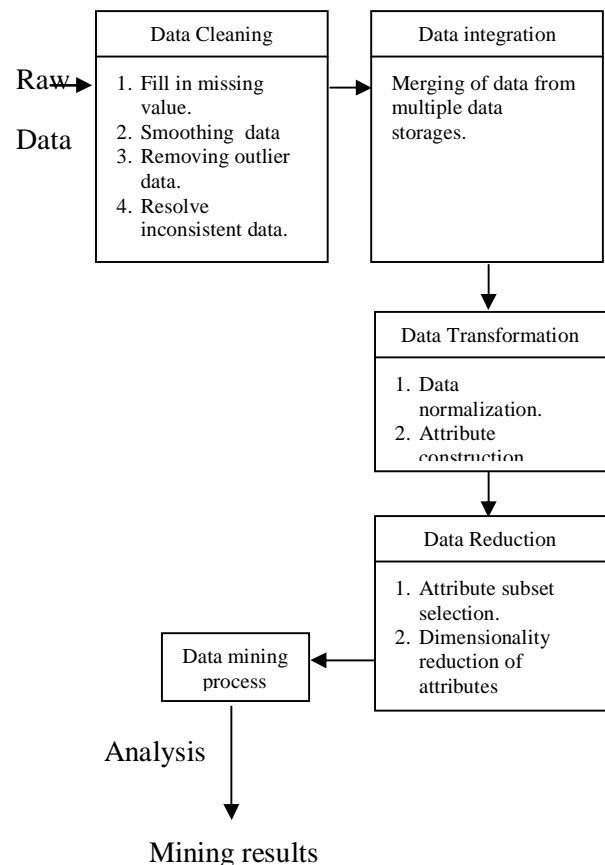 Data Cleaning
Raw
Data
1. Fill in missing
value.
2. Smoothing data
3. Removing outlier
data.
4. Resolve
inconsistent data.
Data integration
Merging of data from
multiple data
storages.
Data Transformation
1. Data
normalization.
2. Attribute
construction
Data Reduction
1. Attribute subset
selection.
2. Dimensionality
reduction of
attributes
Data mining
process
Analysis
Mining results